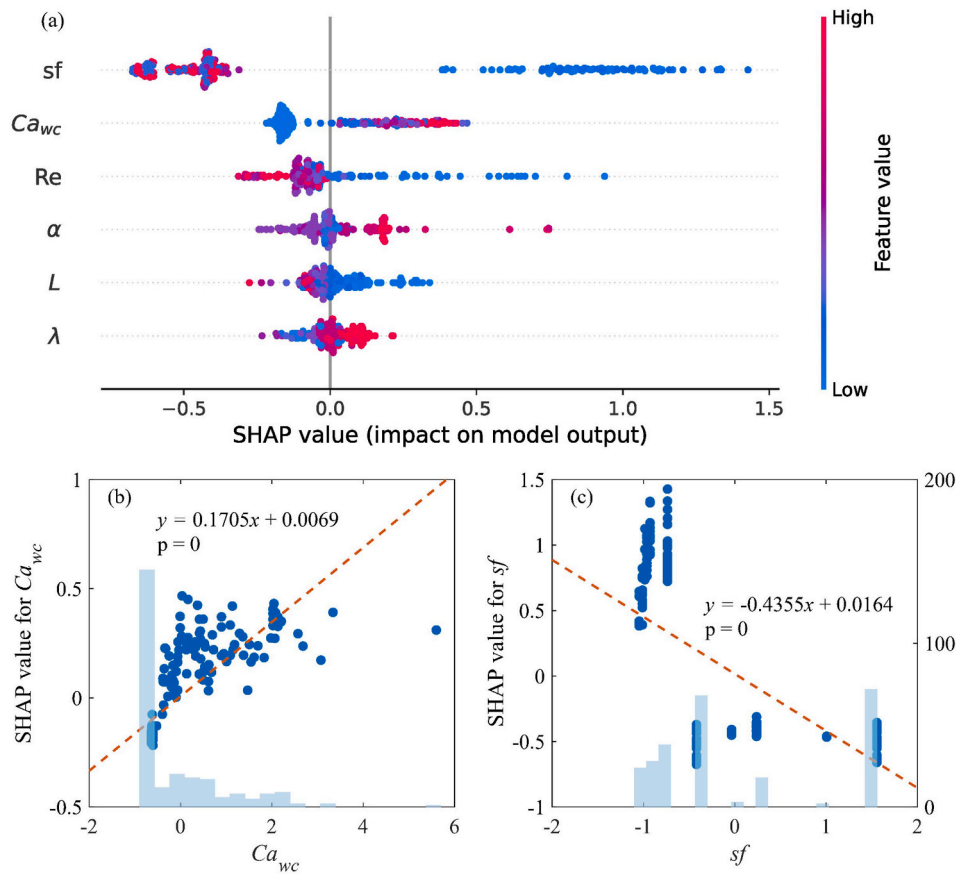 (a)
High
sf
Ca_wc
Re
α
L
λ
Feature value
Low
−0.5 0.0 0.5 1.0 1.5
SHAP value (impact on model output)
(b)
y = 0.1705x + 0.0069
p = 0
1
0.5
0
-0.5
SHAP value for Ca_wc
-2 0 2 4 6
Ca_wc
(c)
y = -0.4355x + 0.0164
p = 0
1.5
1
0.5
0
-0.5
-1
SHAP value for sf
200
100
0
-2 -1 0 1 2
sf